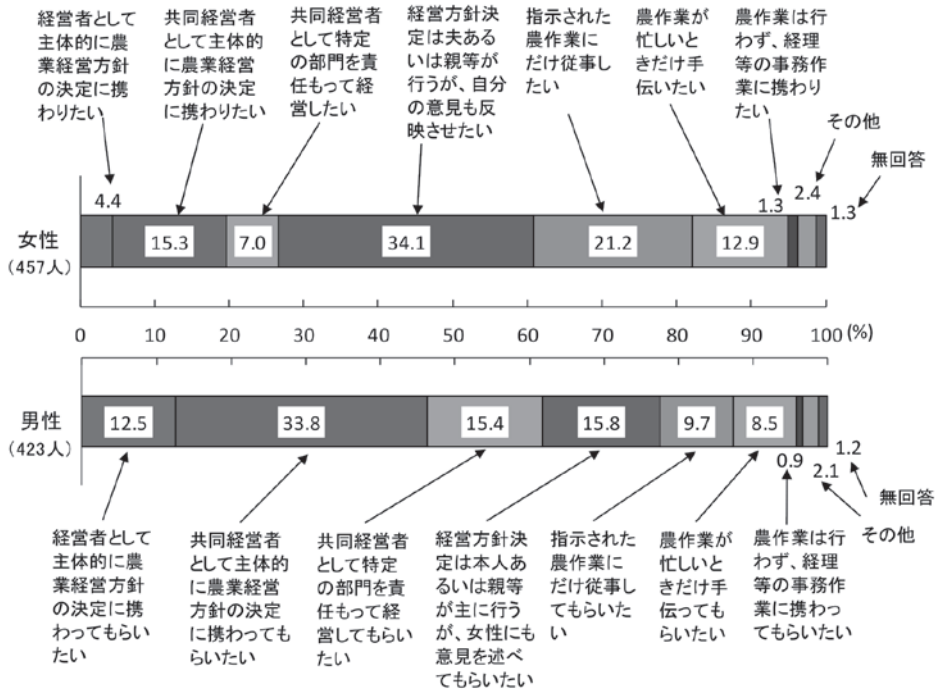 経営者として
主体的に農
業経営方針
の決定に携
わりたい
共同経営者
として主体的
に農業経営
方針の決定
に携わりたい
共同経営者
として特定
の部門を責
任もって経
営したい
経営方針決
定は夫ある
いは親等が
行うが、自分
の意見も反
映させたい
指示された
農作業に
だけ従事し
たい
農作業が
忙しいと
きだけ手
伝いたい
農作業は行
わず、経理
等の事務作
業に携わり
たい
その他
無回答
女性
(457人)
4.4
15.3
7.0
34.1
21.2
12.9
1.3
2.4
1.3
0 10 20 30 40 50 60 70 80 90 100 (%)
男性
(423人)
12.5
33.8
15.4
15.8
9.7
8.5
0.9
2.1
1.2
経営者として
主体的に農
業経営方針
の決定に携
わってもらい
たい
共同経営者
として主体的
に農業経営
方針の決定
に携わっても
らいたい
共同経営者
として特定
の部門を責
任もって経
営してもらい
たい
経営方針決
定は本人あ
るいは親等
が主に行う
が、女性にも
意見を述べ
てもらいたい
指示された
農作業に
だけ従事し
てもらいた
い
農作業が
忙しいと
きだけ手
伝っても
らいたい
農作業は行
わず、経理
等の事務作
業に携わっ
てもらいたい
その他
無回答